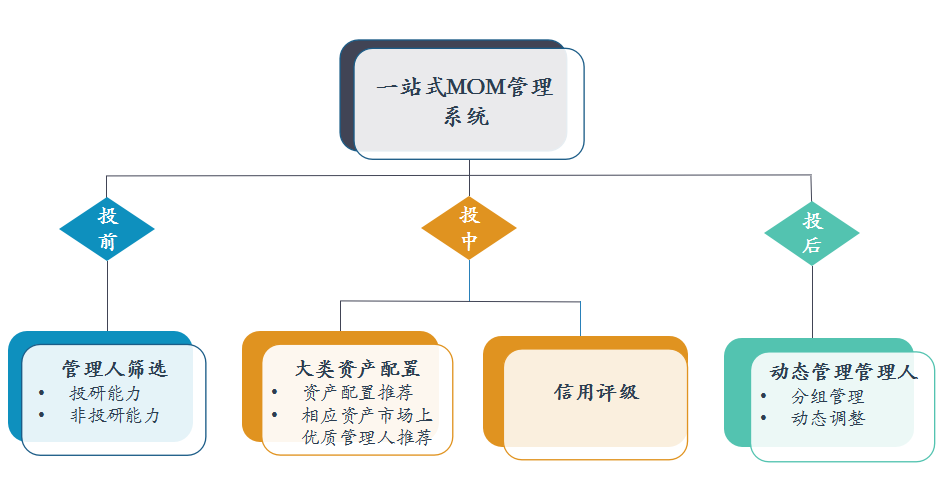 一站式MOM管理
系统
投
前
投
中
投
后
管理人筛选
• 投研能力
• 非投研能力
大类资产配置
• 资产配置推荐
• 相应资产市场上
优质管理人推荐
信用评级
动态管理管理人
• 分组管理
• 动态调整